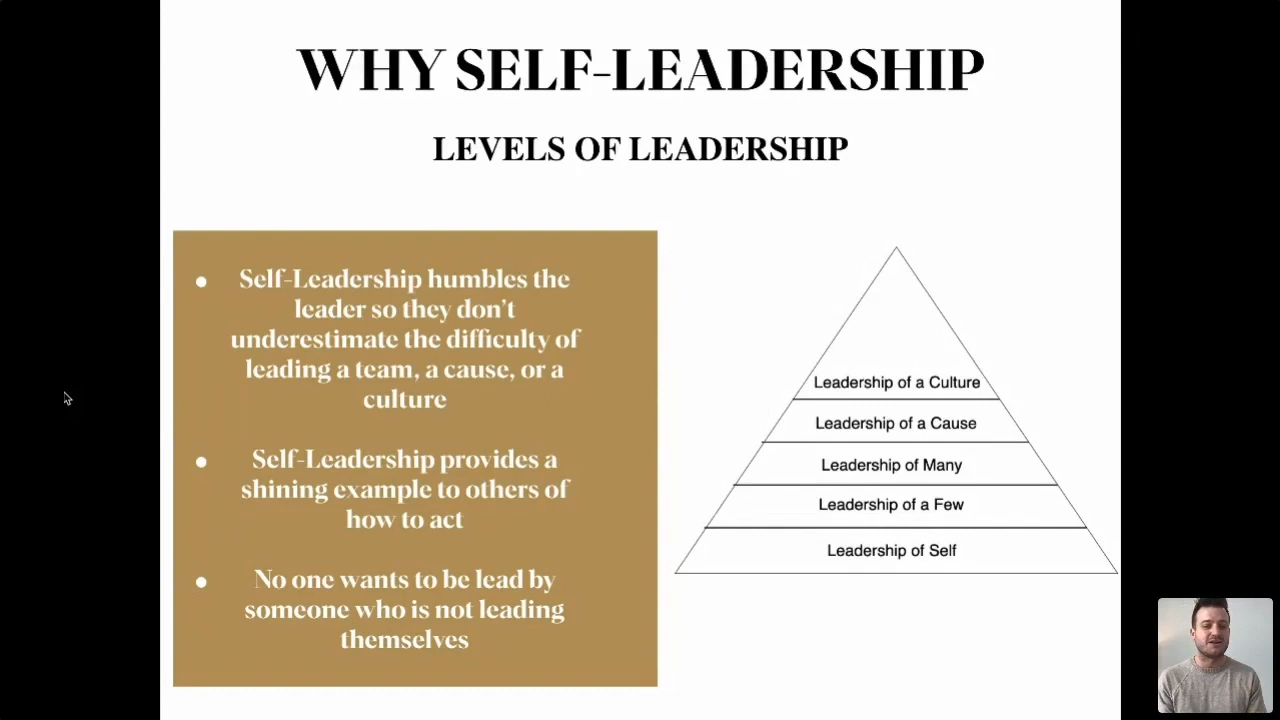 WHY SELF-LEADERSHIP
LEVELS OF LEADERSHIP
● Self-Leadership humbles the
leader so they don’t
underestimate the difficulty of
leading a team, a cause, or a
culture
● Self-Leadership provides a
shining example to others of
how to act
● No one wants to be lead by
someone who is not leading
themselves
Leadership of a Culture
Leadership of a Cause
Leadership of Many
Leadership of a Few
Leadership of Self